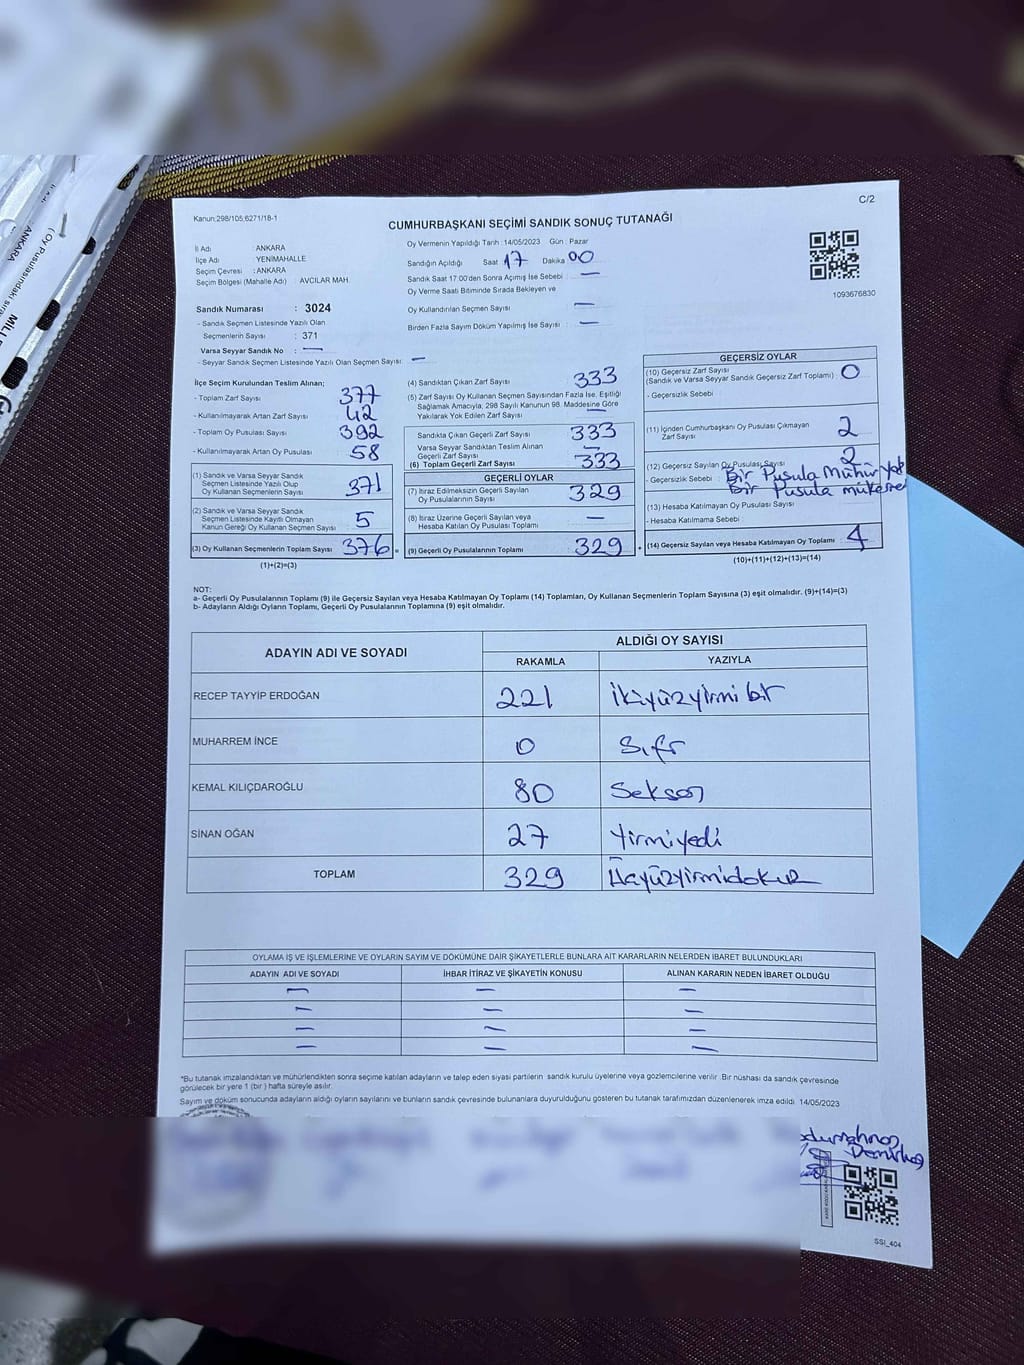 C/2
Kanun:298/105;6271/18-1
CUMHURBAŞKANI SEÇİMİ SANDIK SONUÇ TUTANAĞI
İl Adı : ANKARA
İlçe Adı : YENİMAHALLE
Seçim Çevresi : ANKARA
Seçim Bölgesi (Mahalle Adı) : AVCILAR MAH.
Sandık Numarası : 3024
- Sandık Seçmen Listesinde Yazılı Olan
Seçmenlerin Sayısı : 371
Varsa Seyyar Sandık No : —
- Seyyar Sandık Seçmen Listesinde Yazılı Olan Seçmen Sayısı: —
Oy Vermenin Yapıldığı Tarih :14/05/2023 Gün : Pazar
Sandığın Açıldığı Saat 17 Dakika 00
Sandık Saat 17:00'den Sonra Açımış İse Sebebi : —
Oy Verme Saati Bitiminde Sırada Bekleyen ve
Oy Kullandırılan Seçmen Sayısı : —
Birden Fazla Sayım Döküm Yapılmış İse Sayısı : —
1093676830
İlçe Seçim Kurulundan Teslim Alınan;
- Toplam Zarf Sayısı : 377
- Kullanılmayarak Artan Zarf Sayısı : 42
- Toplam Oy Pusulası Sayısı : 392
- Kullanılmayarak Artan Oy Pusulası : 58
(1) Sandık ve Varsa Seyyar Sandık
Seçmen Listesinde Yazılı Olup
Oy Kullanan Seçmenlerin Sayısı : 371
(2) Sandık ve Varsa Seyyar Sandık
Seçmen Listesinde Kayıtlı Olmayan
Kanun Gereği Oy Kullanan Seçmen Sayısı : 5
(3) Oy Kullanan Seçmenlerin Toplam Sayısı : 376 =
(1)+(2)=(3)
(4) Sandıktan Çıkan Zarf Sayısı : 333
(5) Zarf Sayısı Oy Kullanan Seçmen Sayısından Fazla İse, Eşitliği
Sağlamak Amacıyla; 298 Sayılı Kanunun 98. Maddesine Göre
Yakılarak Yok Edilen Zarf Sayısı : —
Sandıkta Çıkan Geçerli Zarf Sayısı : 333
Varsa Seyyar Sandıktan Teslim Alınan
Geçerli Zarf Sayısı : —
(6) Toplam Geçerli Zarf Sayısı : 333
GEÇERLİ OYLAR
(7) İtiraz Edilmeksizin Geçerli Sayılan
Oy Pusulalarının Sayısı : 329
(8) İtiraz Üzerine Geçerli Sayılan veya
Hesaba Katılan Oy Pusulası Toplamı : —
(9) Geçerli Oy Pusulalarının Toplamı : 329 +
GEÇERSİZ OYLAR
(10) Geçersiz Zarf Sayısı : 0
(Sandık ve Varsa Seyyar Sandık Geçersiz Zarf Toplamı)
- Geçersizlik Sebebi :
(11) İçinden Cumhurbaşkanı Oy Pusulası Çıkmayan
Zarf Sayısı : 2
(12) Geçersiz Sayılan Oy Pusulası Sayısı : 2
- Geçersizlik Sebebi : Bir Pusula Mühür yok
Bir Pusula mükerrer
(13) Hesaba Katılmayan Oy Pusulası Sayısı :
- Hesaba Katılmama Sebebi :
(14) Geçersiz Sayılan veya Hesaba Katılmayan Oy Toplamı : 4
(10)+(11)+(12)+(13)=(14)
NOT:
a- Geçerli Oy Pusulalarının Toplamı (9) ile Geçersiz Sayılan veya Hesaba Katılmayan Oy Toplamı (14) Toplamları, Oy Kullanan Seçmenlerin Toplam Sayısına (3) eşit olmalıdır. (9)+(14)=(3)
b- Adayların Aldığı Oyların Toplamı, Geçerli Oy Pusulalarının Toplamına (9) eşit olmalıdır.
ADAYIN ADI VE SOYADI ALDIĞI OY SAYISI
RAKAMLA YAZIYLA
RECEP TAYYİP ERDOĞAN 221 ikiyüzyirmi bir
MUHARREM İNCE 0 Sıfır
KEMAL KILIÇDAROĞLU 80 Seksen
SİNAN OĞAN 27 Yirmiyedi
TOPLAM 329 üçyüzyirmidokuz
OYLAMA İŞ VE İŞLEMLERİNE VE OYLARIN SAYIM VE DÖKÜMÜNE DAİR ŞİKAYETLERLE BUNLARA AİT KARARLARIN NELERDEN İBARET BULUNDUKLARI
ADAYIN ADI VE SOYADI İHBAR İTİRAZ VE ŞİKAYETİN KONUSU ALINAN KARARIN NEDEN İBARET OLDUĞU
— — —
— — —
— — —
— — —
*Bu tutanak imzalandıktan ve mühürlendikten sonra seçime katılan adayların ve talep eden siyasi partilerin sandık kurulu üyelerine veya gözlemcilerine verilir. Bir nüshası da sandık çevresinde
görülecek bir yere 1 (bir ) hafta süreyle asılır.
Sayım ve döküm sonucunda adayların aldığı oyların sayılarını ve bunların sandık çevresinde bulunanlara duyurulduğunu gösteren bu tutanak tarafımızdan düzenlenerek imza edildi. 14/05/2023
SSİ_404